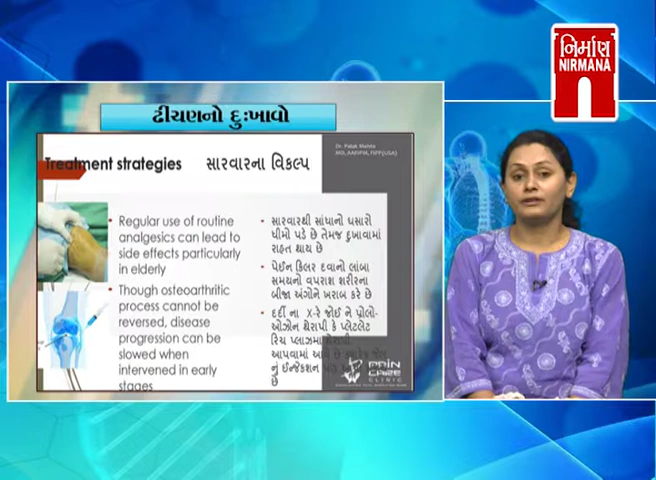 નિર્માણ
NIRMANA
ઢીંચણનો દુઃખાવો
Dr. Palak Mehta
Treatment strategies સારવારના વિકલ્પ
Regular use of routine
analgesics can lead to
side effects particularly
in elderly
Though osteoarthritic
process cannot be
reversed, disease
progression can be
slowed when
intervened in early
stages
સારવારથી સાંધાનો ઘસારો
ધીમો પડે છે તેમજ દુખાવામાં
રાહત થાય છે
પેઈન કિલર દવાનો લાંબા
સમયનો વપરાશ શરીરના
બીજા અંગોને ખરાબ કરે છે
દર્દી ના X-રે જોઈ ને પ્રોલો-
ઓઝોન થેરાપી કે પ્લેટલેટ
રિચ પ્લાઝમા થેરાપી
આપવામાં આવે છે
નું ઈન્જેકશન
છે
PAIN
CARE
CLINIC